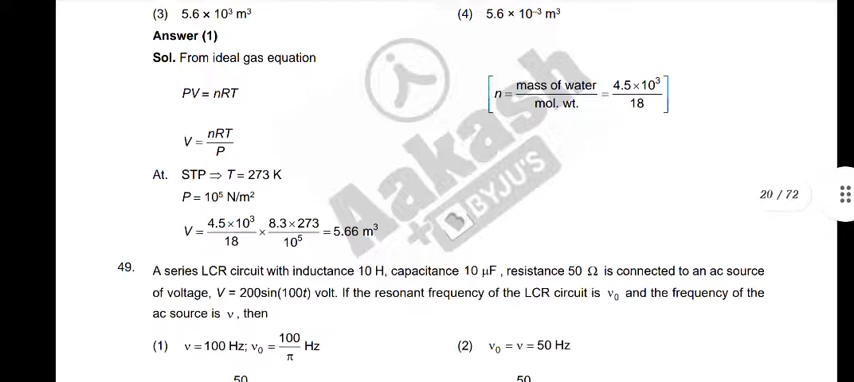 (3) 5.6 × 10³ m³ (4) 5.6 × 10⁻³ m³
Answer (1)
Sol. From ideal gas equation
PV = nRT [n = mass of water / mol. wt. = 4.5×10³ / 18]
V = nRT / P
At. STP ⇒ T = 273 K
P = 10⁵ N/m²
20 / 72
V = 4.5×10³ / 18 × 8.3×273 / 10⁵ = 5.66 m³
Aakash
+ BYJU'S
49. A series LCR circuit with inductance 10 H, capacitance 10 μF, resistance 50 Ω is connected to an ac source
of voltage, V = 200sin(100t) volt. If the resonant frequency of the LCR circuit is ν₀ and the frequency of the
ac source is ν, then
(1) ν = 100 Hz; ν₀ = 100 / π Hz (2) ν₀ = ν = 50 Hz
50 50